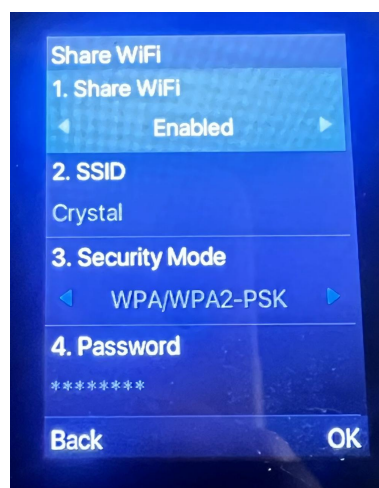 Share WiFi
1. Share WiFi
Enabled
2. SSID
Crystal
3. Security Mode
WPA/WPA2-PSK
4. Password
********
Back OK